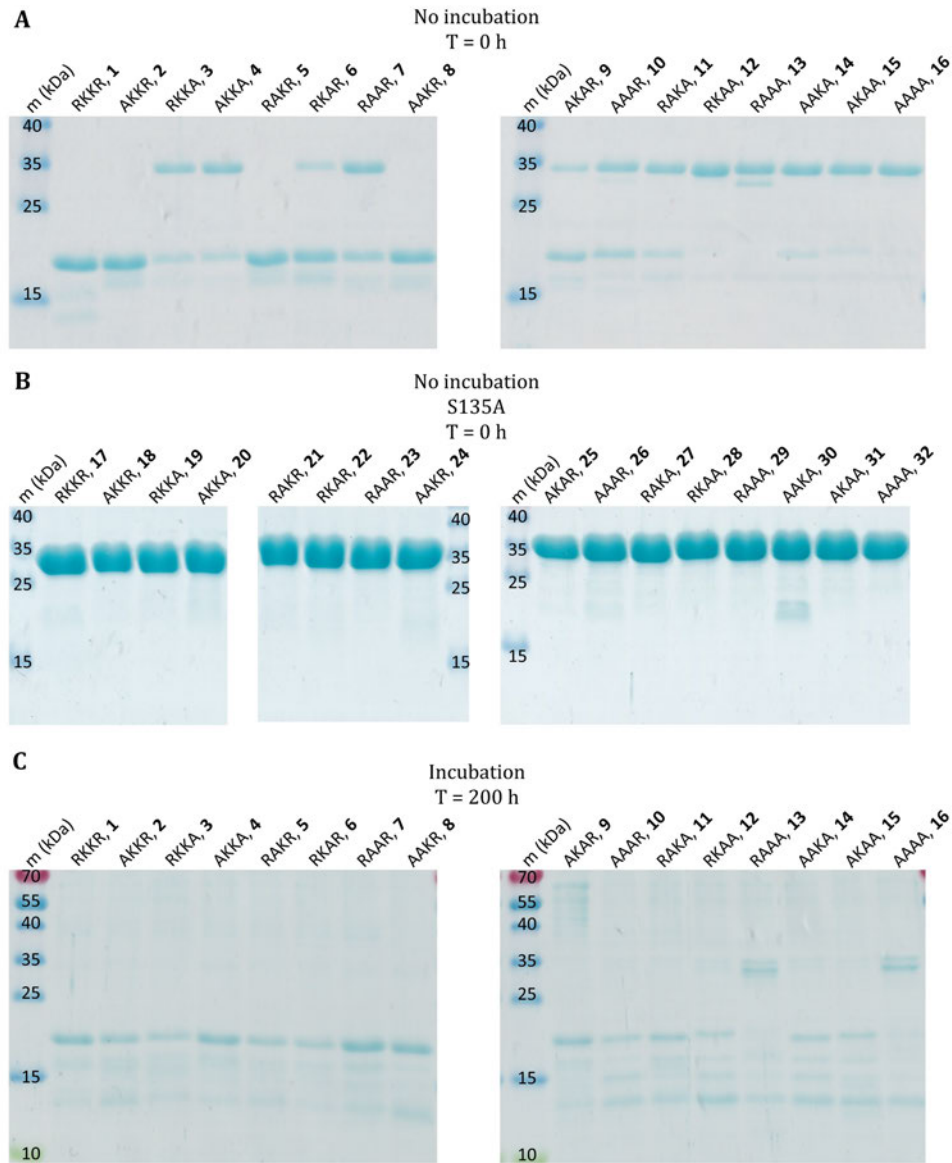 A
No incubation
T = 0 h
m (kDa) RKKR, 1 AKKR, 2 RKKA, 3 AKKA, 4 RAKR, 5 RKAR, 6 RAAR, 7 AAKR, 8
40
35
25
15
m (kDa) AKAR, 9 AAAR, 10 RAKA, 11 RKAA, 12 RAAA, 13 AAKA, 14 AKAA, 15 AAAA, 16
40
35
25
15
B
No incubation
S135A
T = 0 h
m (kDa) RKKR, 17 AKKR, 18 RKKA, 19 AKKA, 20
40
35
25
15
RAKR, 21 RKAR, 22 RAAR, 23 AAKR, 24
40
35
25
15
m (kDa) AKAR, 25 AAAR, 26 RAKA, 27 RKAA, 28 RAAA, 29 AAKA, 30 AKAA, 31 AAAA, 32
40
35
25
15
C
Incubation
T = 200 h
m (kDa) RKKR, 1 AKKR, 2 RKKA, 3 AKKA, 4 RAKR, 5 RKAR, 6 RAAR, 7 AAKR, 8
70
55
40
35
25
15
10
m (kDa) AKAR, 9 AAAR, 10 RAKA, 11 RKAA, 12 RAAA, 13 AAKA, 14 AKAA, 15 AAAA, 16
70
55
40
35
25
15
10